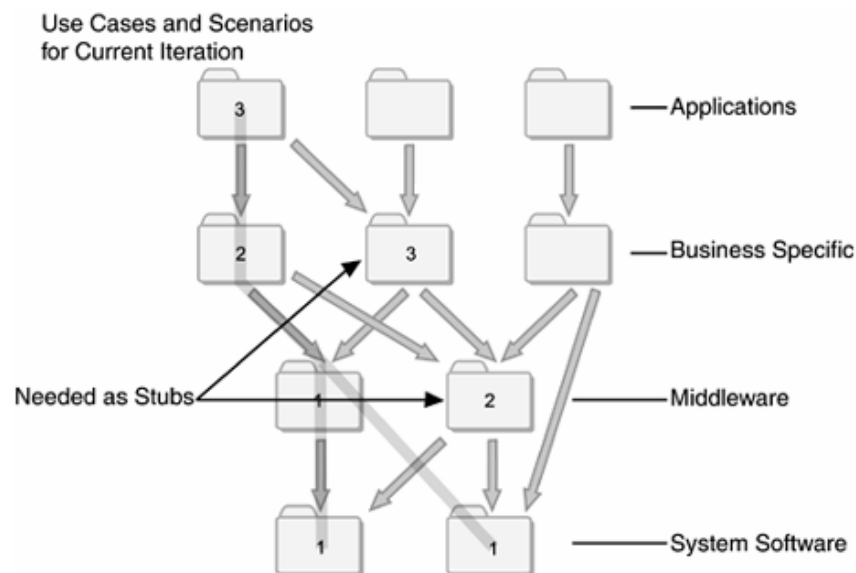 Use Cases and Scenarios
for Current Iteration
3
Applications
2
3
Business Specific
Needed as Stubs
1
2
Middleware
1
1
System Software